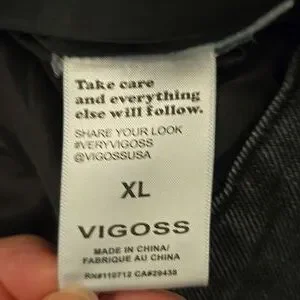 Take care
and everything
else will follow.
SHARE YOUR LOOK
#VERYVIGOSS
@VIGOSSUSA
XL
VIGOSS
MADE IN CHINA/
FABRIQUE AU CHINA
RN#110712 CA#29438